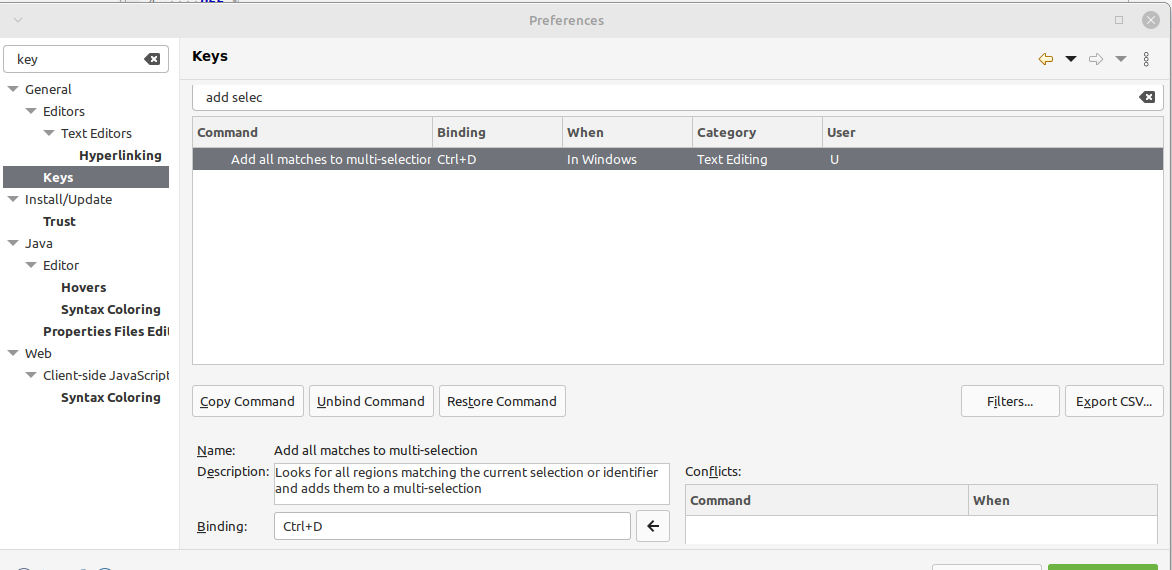 Preferences
key
Keys
add selec
General
Editors
Text Editors
Hyperlinking
Keys
Install/Update
Trust
Java
Editor
Hovers
Syntax Coloring
Properties Files Edi
Web
Client-side JavaScript
Syntax Coloring
Command Binding When Category User
Add all matches to multi-selection Ctrl+D In Windows Text Editing U
Copy Command Unbind Command Restore Command Filters... Export CSV...
Name: Add all matches to multi-selection
Description: Looks for all regions matching the current selection or identifier
and adds them to a multi-selection
Conflicts:
Command When
Binding: Ctrl+D